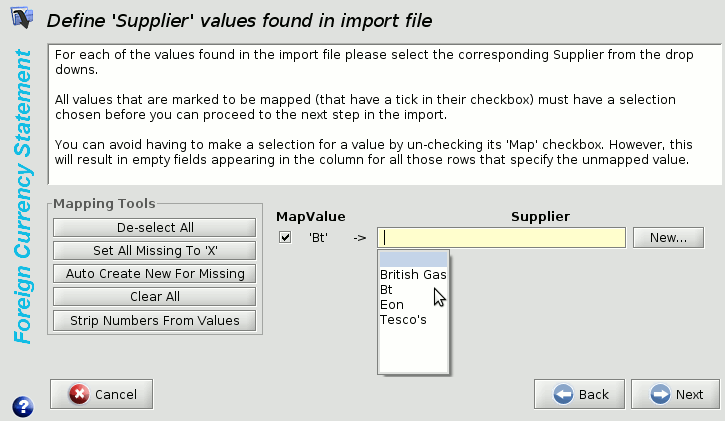 Define 'Supplier' values found in import file
Foreign Currency Statement
For each of the values found in the import file please select the corresponding Supplier from the drop
downs.
All values that are marked to be mapped (that have a tick in their checkbox) must have a selection
chosen before you can proceed to the next step in the import.
You can avoid having to make a selection for a value by un-checking its 'Map' checkbox. However, this
will result in empty fields appearing in the column for all those rows that specify the unmapped value.
Mapping Tools
De-select All
Set All Missing To 'X'
Auto Create New For Missing
Clear All
Strip Numbers From Values
MapValue Supplier
'Bt' -> New...
British Gas
Bt
Eon
Tesco's
? Cancel Back Next